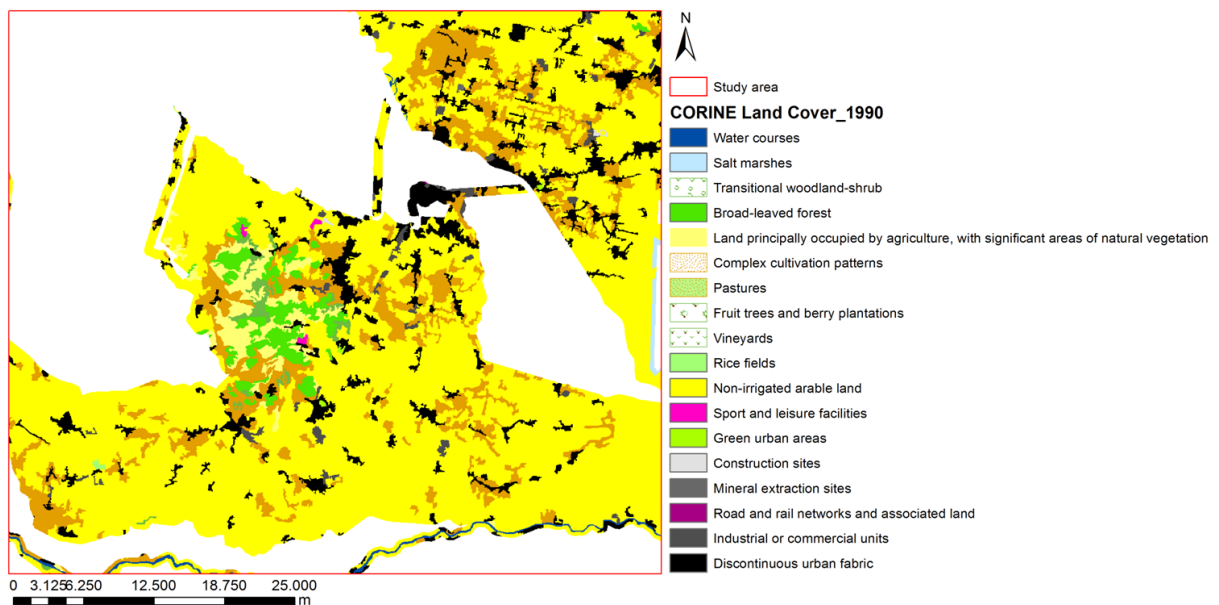 N
Study area
CORINE Land Cover_1990
Water courses
Salt marshes
Transitional woodland-shrub
Broad-leaved forest
Land principally occupied by agriculture, with significant areas of natural vegetation
Complex cultivation patterns
Pastures
Fruit trees and berry plantations
Vineyards
Rice fields
Non-irrigated arable land
Sport and leisure facilities
Green urban areas
Construction sites
Mineral extraction sites
Road and rail networks and associated land
Industrial or commercial units
Discontinuous urban fabric
0 3.125 6.250 12.500 18.750 25.000
m